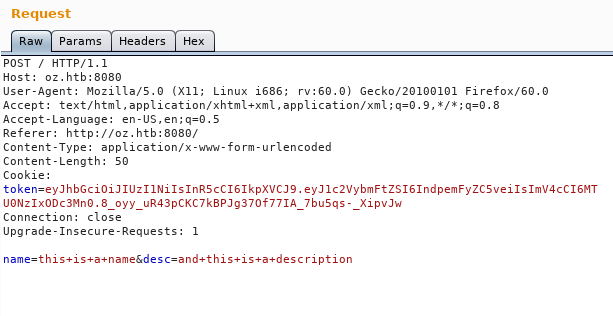 Request
Raw Params Headers Hex
POST / HTTP/1.1
Host: oz.htb:8080
User-Agent: Mozilla/5.0 (X11; Linux i686; rv:60.0) Gecko/20100101 Firefox/60.0
Accept: text/html,application/xhtml+xml,application/xml;q=0.9,*/*;q=0.8
Accept-Language: en-US,en;q=0.5
Referer: http://oz.htb:8080/
Content-Type: application/x-www-form-urlencoded
Content-Length: 50
Cookie:
token=eyJhbGciOiJIUzI1NiIsInR5cCI6IkpXVCJ9.eyJ1c2VybmFtZSI6IndpemFyZC5veiIsImV4cCI6MT
U0NzIxODc3Mn0.8_oyy_uR43pCKC7kBPJg37Of77IA_7bu5qs-_XipvJw
Connection: close
Upgrade-Insecure-Requests: 1
name=this+is+a+name&desc=and+this+is+a+description